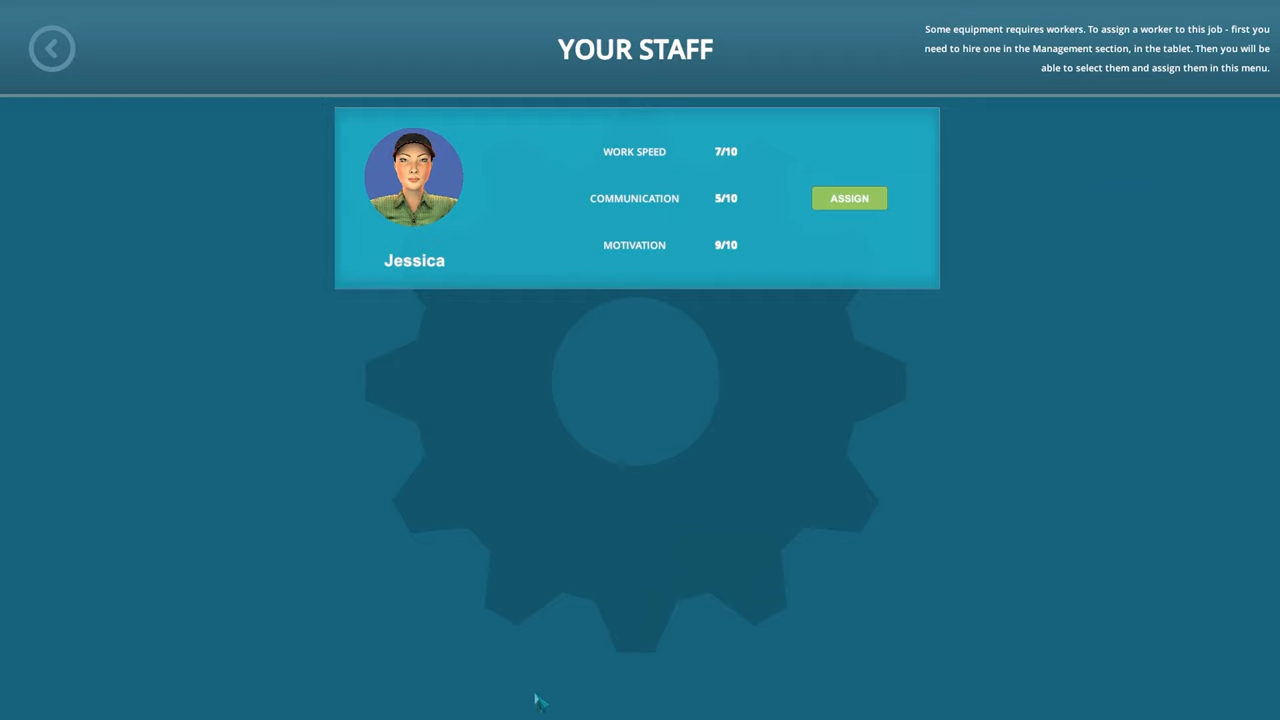 YOUR STAFF
Some equipment requires workers. To assign a worker to this job - first you
need to hire one in the Management section, in the tablet. Then you will be
able to select them and assign them in this menu.
WORK SPEED 7/10
COMMUNICATION 5/10
ASSIGN
MOTIVATION 9/10
Jessica